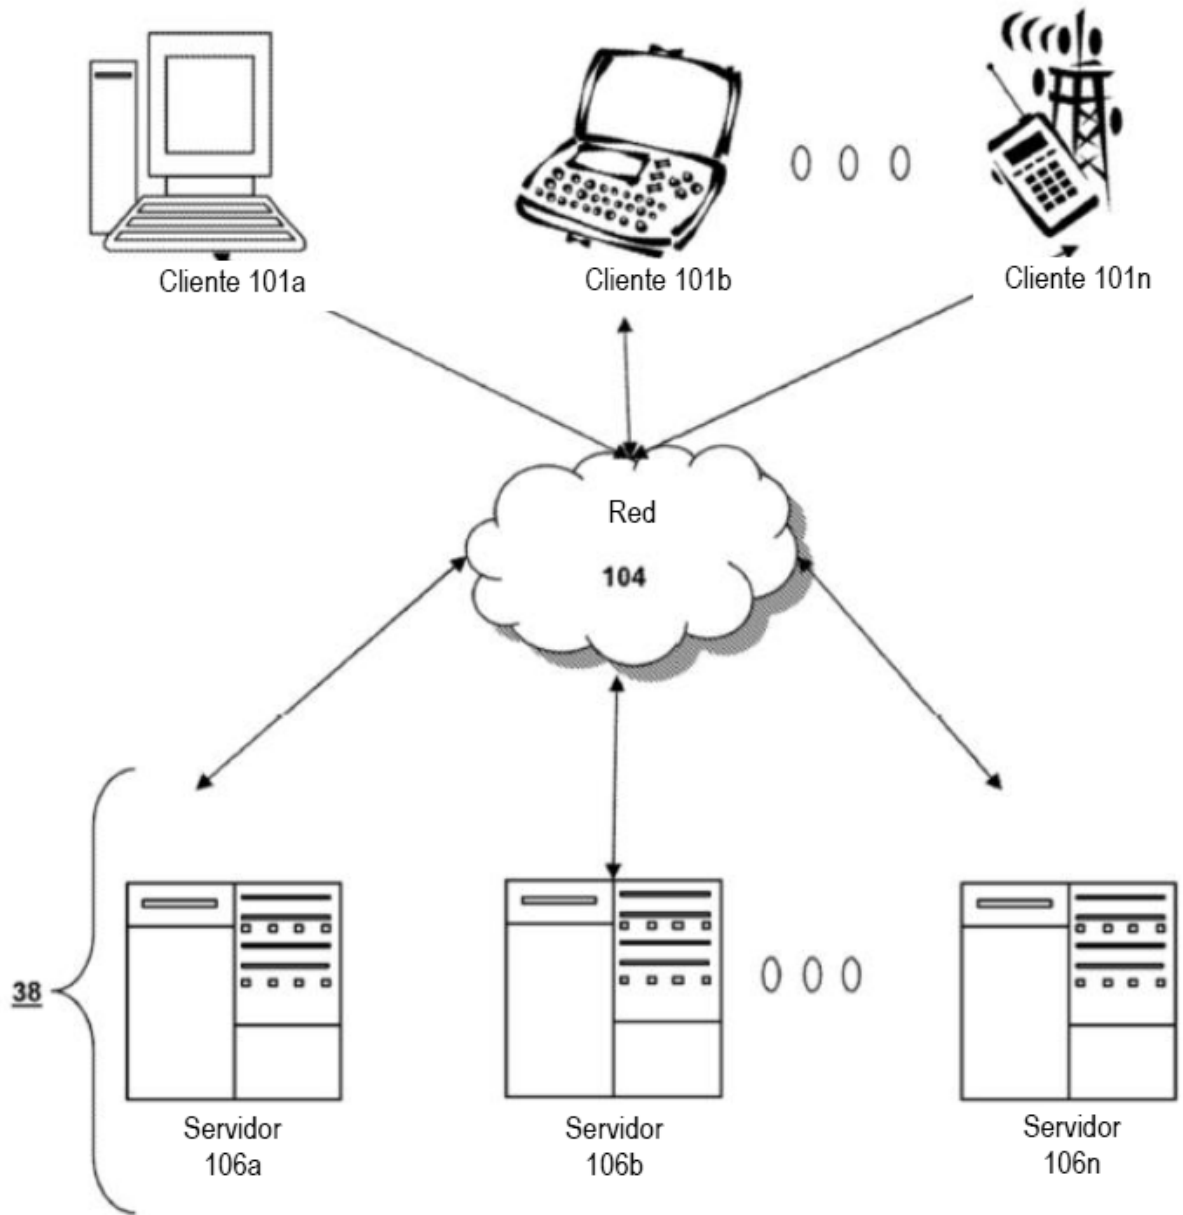 Cliente 101a
Cliente 101b
Cliente 101n
Red
104
38
Servidor
106a
Servidor
106b
Servidor
106n